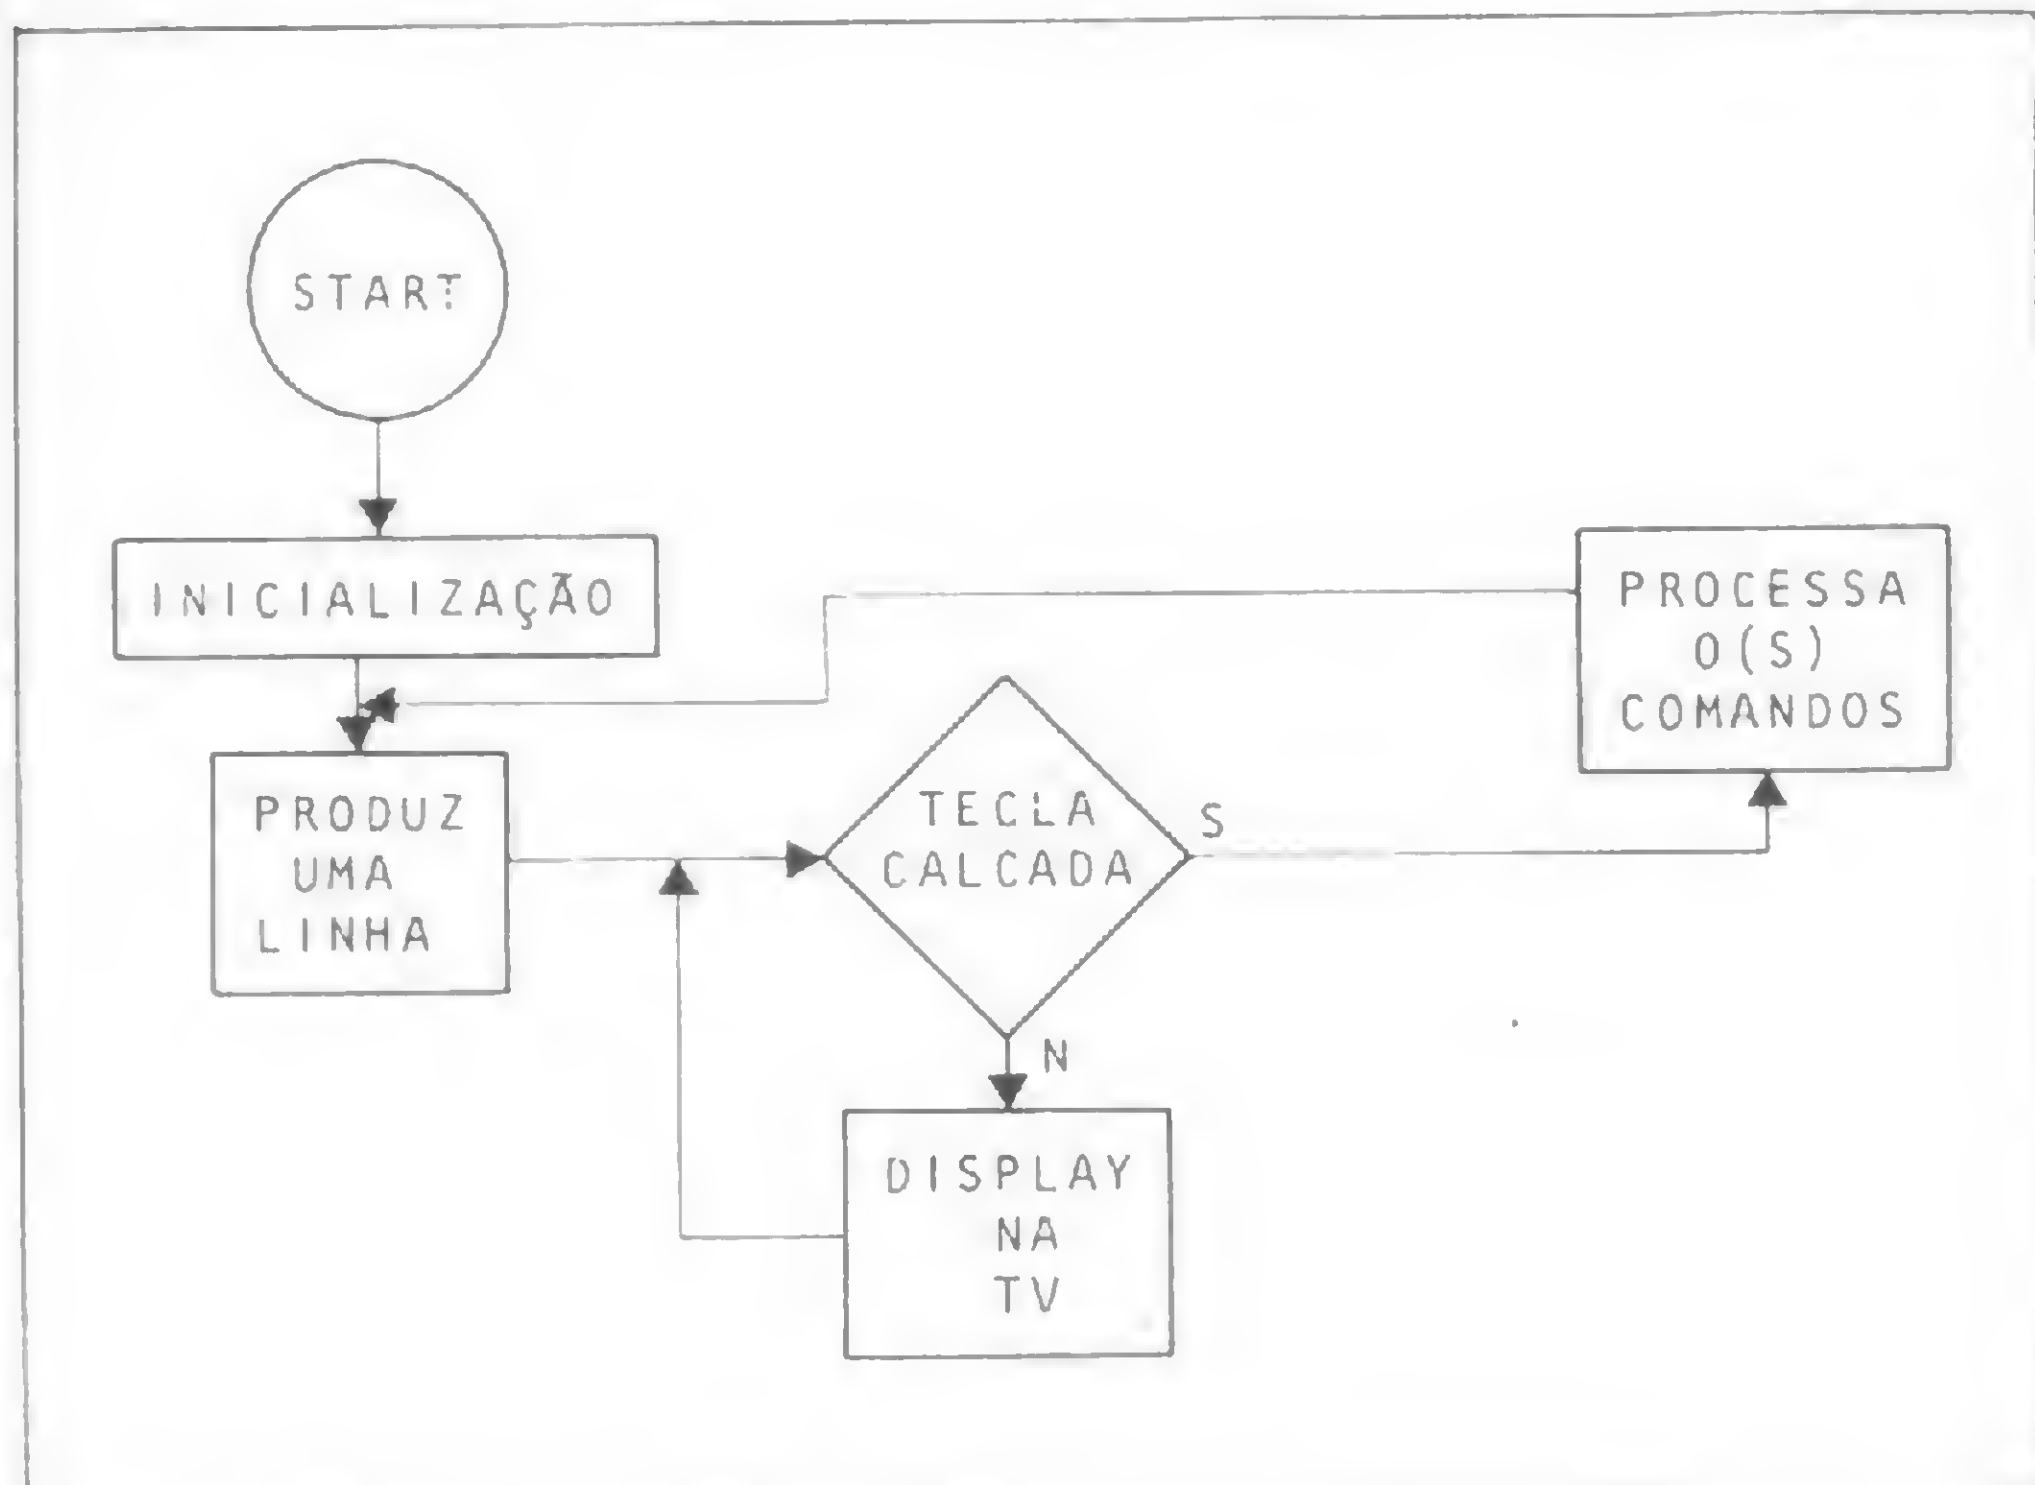 START
INICIALIZAÇÃO
PROCESSA
O(S)
COMANDOS
PRODUZ
UMA
LINHA
TECLA
CALCADA
S
N
DISPLAY
NA
TV